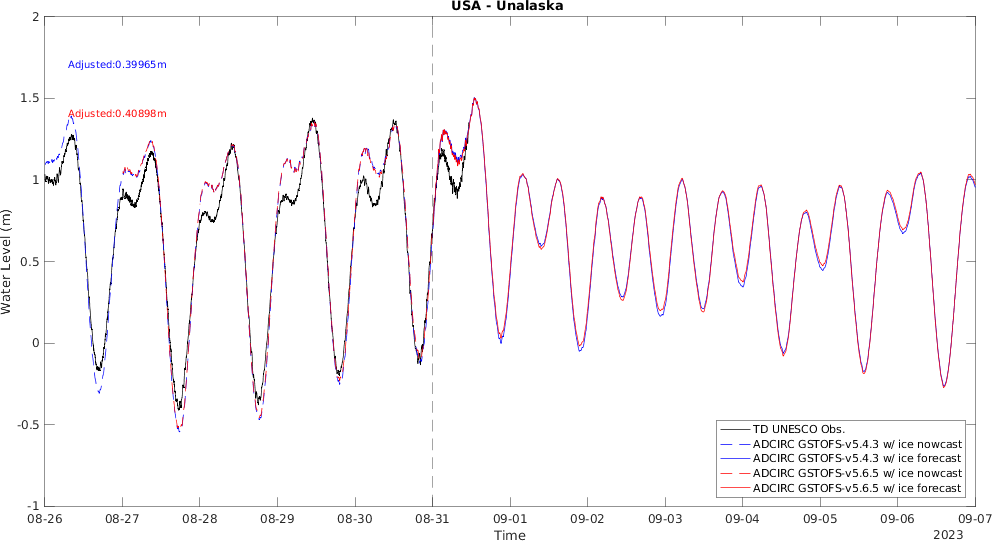 USA - Unalaska
2
1.5
1
0.5
0
-0.5
-1
Water Level (m)
Adjusted:0.39965m
Adjusted:0.40898m
TD UNESCO Obs.
ADCIRC GSTOFS-v5.4.3 w/ ice nowcast
ADCIRC GSTOFS-v5.4.3 w/ ice forecast
ADCIRC GSTOFS-v5.6.5 w/ ice nowcast
ADCIRC GSTOFS-v5.6.5 w/ ice forecast
08-26 08-27 08-28 08-29 08-30 08-31 09-01 09-02 09-03 09-04 09-05 09-06 09-07
Time
2023